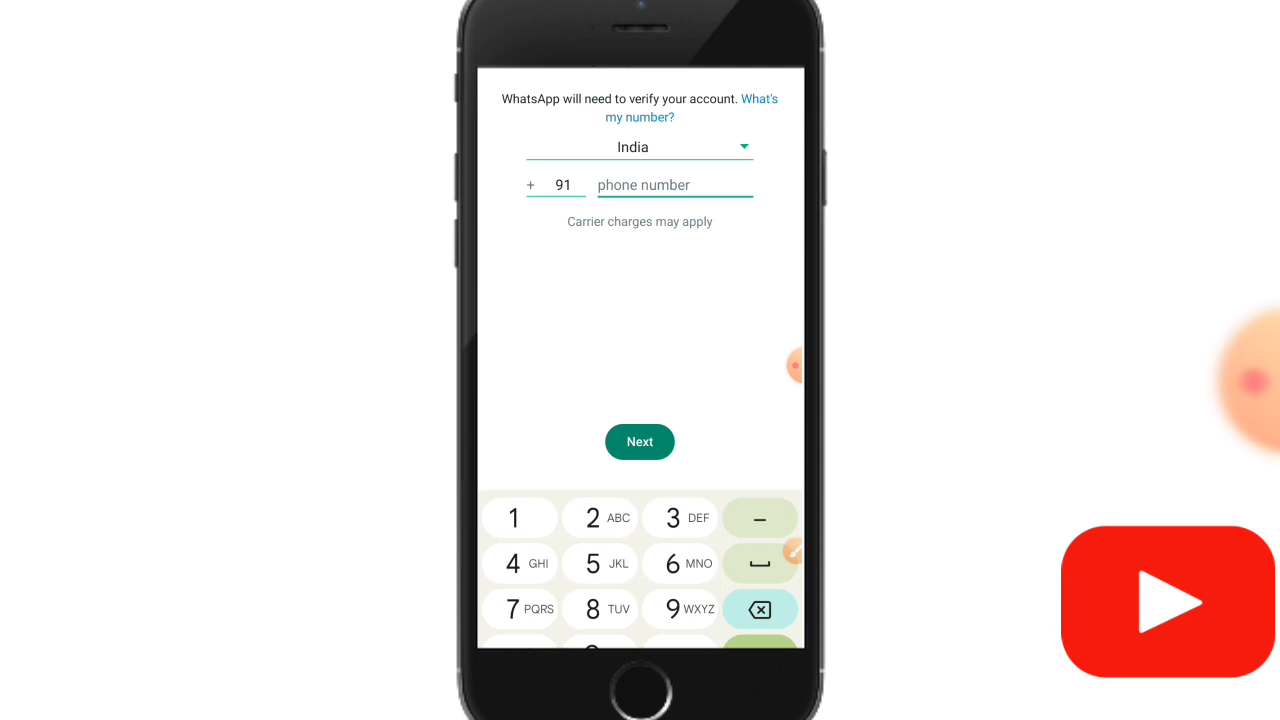 WhatsApp will need to verify your account. What's
my number?
India
+ 91 phone number
Carrier charges may apply
Next
1 2 ABC 3 DEF –
4 GHI 5 JKL 6 MNO
7 PQRS 8 TUV 9 WXYZ